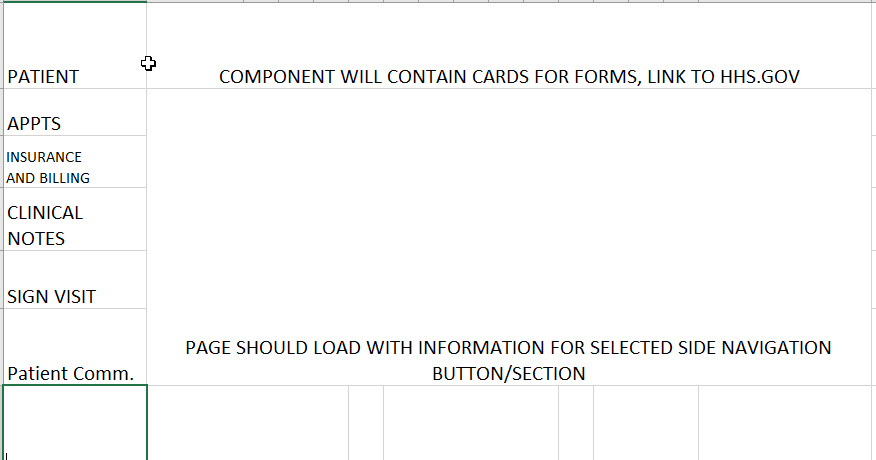 PATIENT
COMPONENT WILL CONTAIN CARDS FOR FORMS, LINK TO HHS.GOV
APPTS
INSURANCE
AND BILLING
CLINICAL
NOTES
SIGN VISIT
Patient Comm.
PAGE SHOULD LOAD WITH INFORMATION FOR SELECTED SIDE NAVIGATION
BUTTON/SECTION